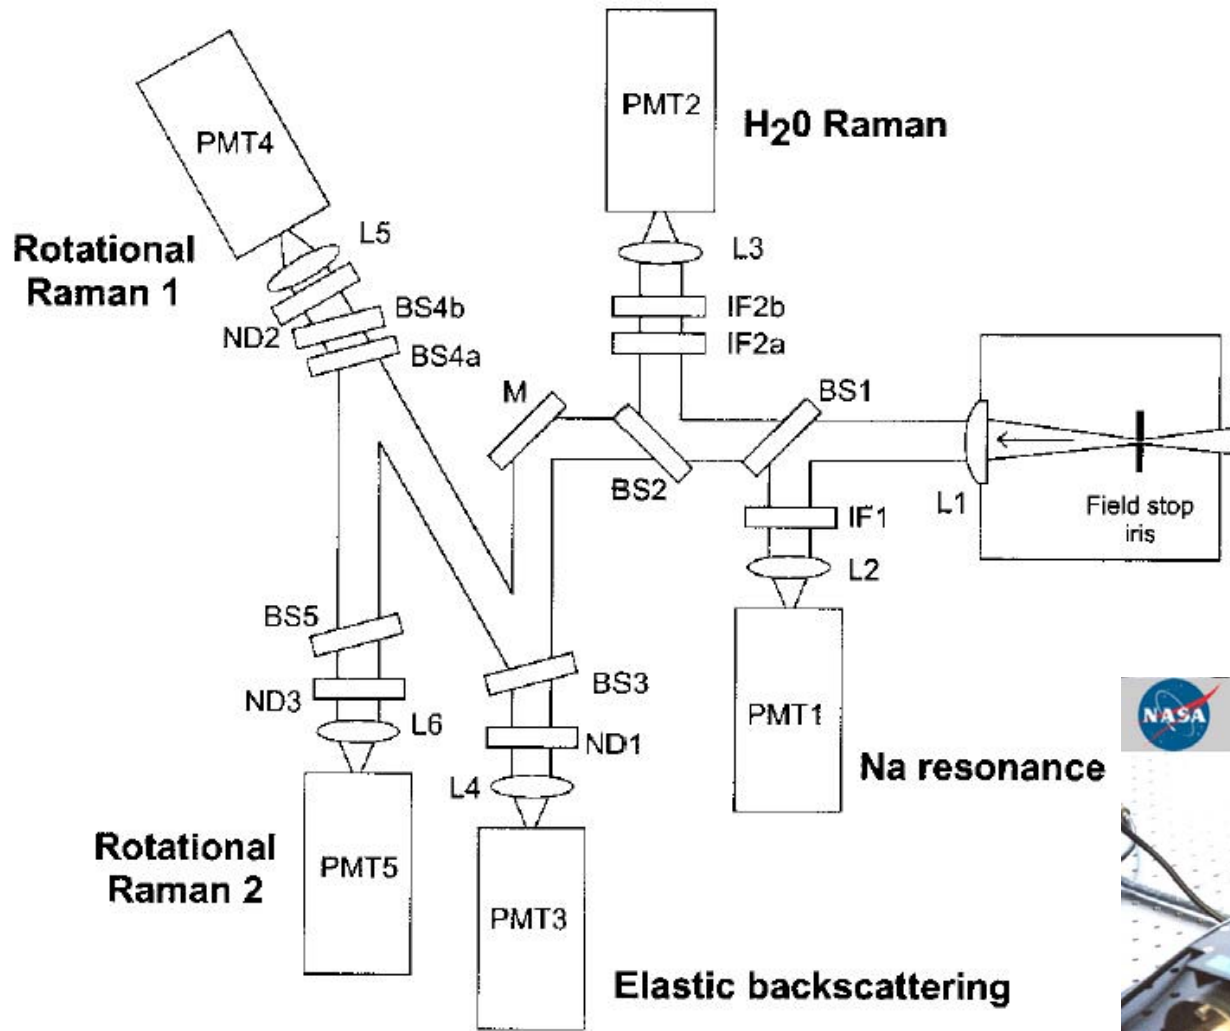 PMT2
H20 Raman
PMT4
L5
Rotational
Raman 1
L3
BS4b
IF2b
ND2
IF2a
BS4a
M
BS1
BS2
L1
Field stop
iris
IF1
L2
BS5
BS3
ND3
PMT1
NASA
L6
ND1
Na resonance
L4
Rotational
Raman 2
PMT5
PMT3
Elastic backscattering